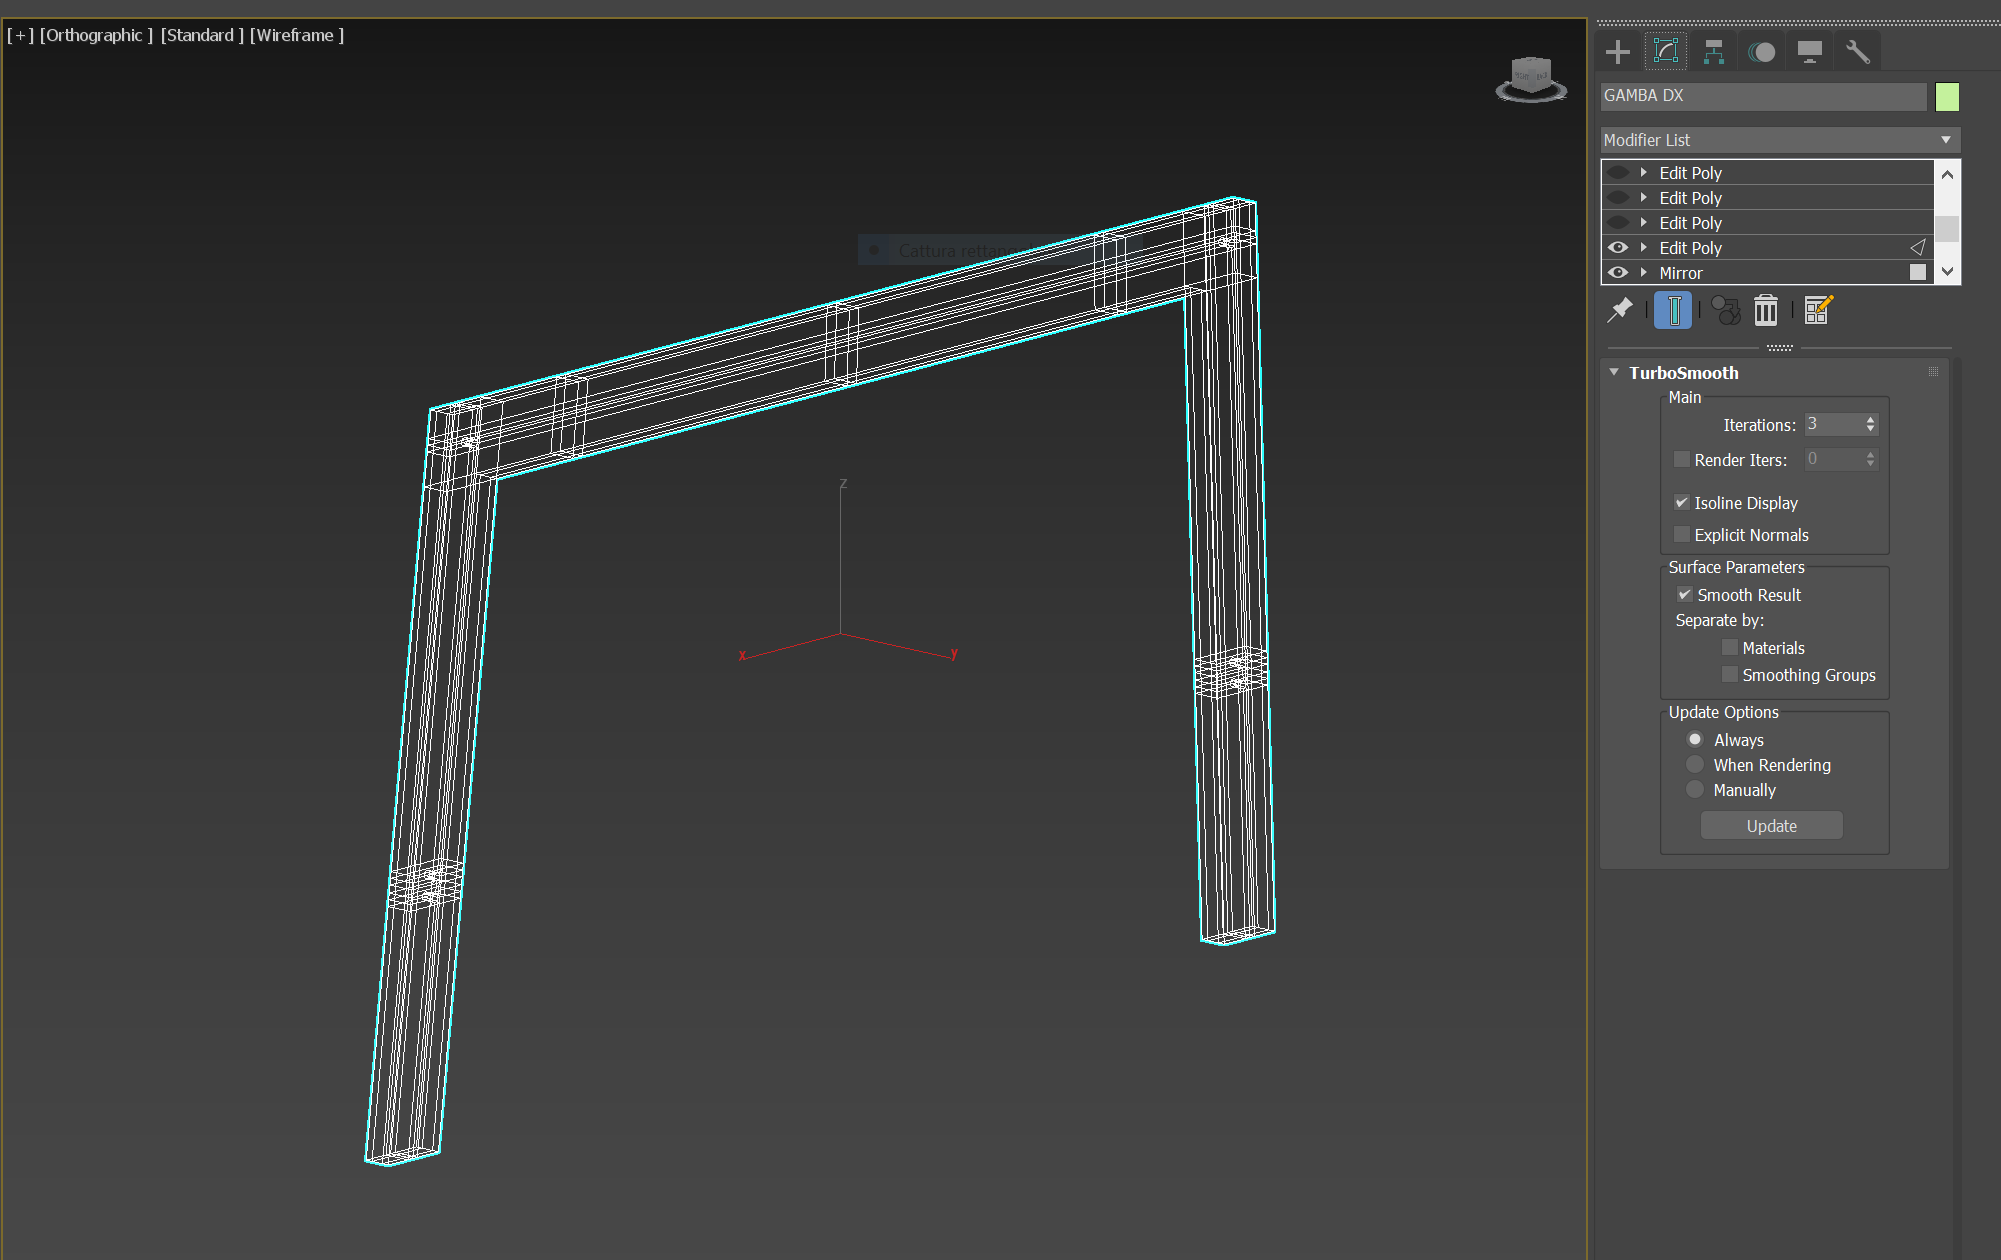 [+] [Orthographic ] [Standard ] [Wireframe ]
GAMBA DX
Modifier List
Edit Poly
Edit Poly
Edit Poly
Edit Poly
Mirror
Cattura
z
x
y
TurboSmooth
Main
Iterations: 3
Render Iters: 0
Isoline Display
Explicit Normals
Surface Parameters
Smooth Result
Separate by:
Materials
Smoothing Groups
Update Options
Always
When Rendering
Manually
Update